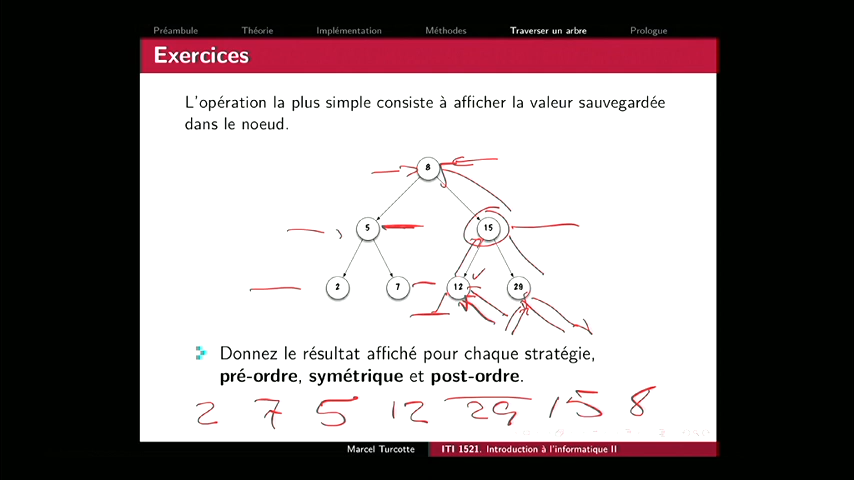 Préambule Théorie Implémentation Méthodes Traverser un arbre Prologue
Exercices
L'opération la plus simple consiste à afficher la valeur sauvegardée
dans le noeud.
8
5 15
2 7 12 29
Donnez le résultat affiché pour chaque stratégie,
pré-ordre, symétrique et post-ordre.
2 7 5 12 29 15 8
Marcel Turcotte ITI 1521. Introduction à l'informatique II